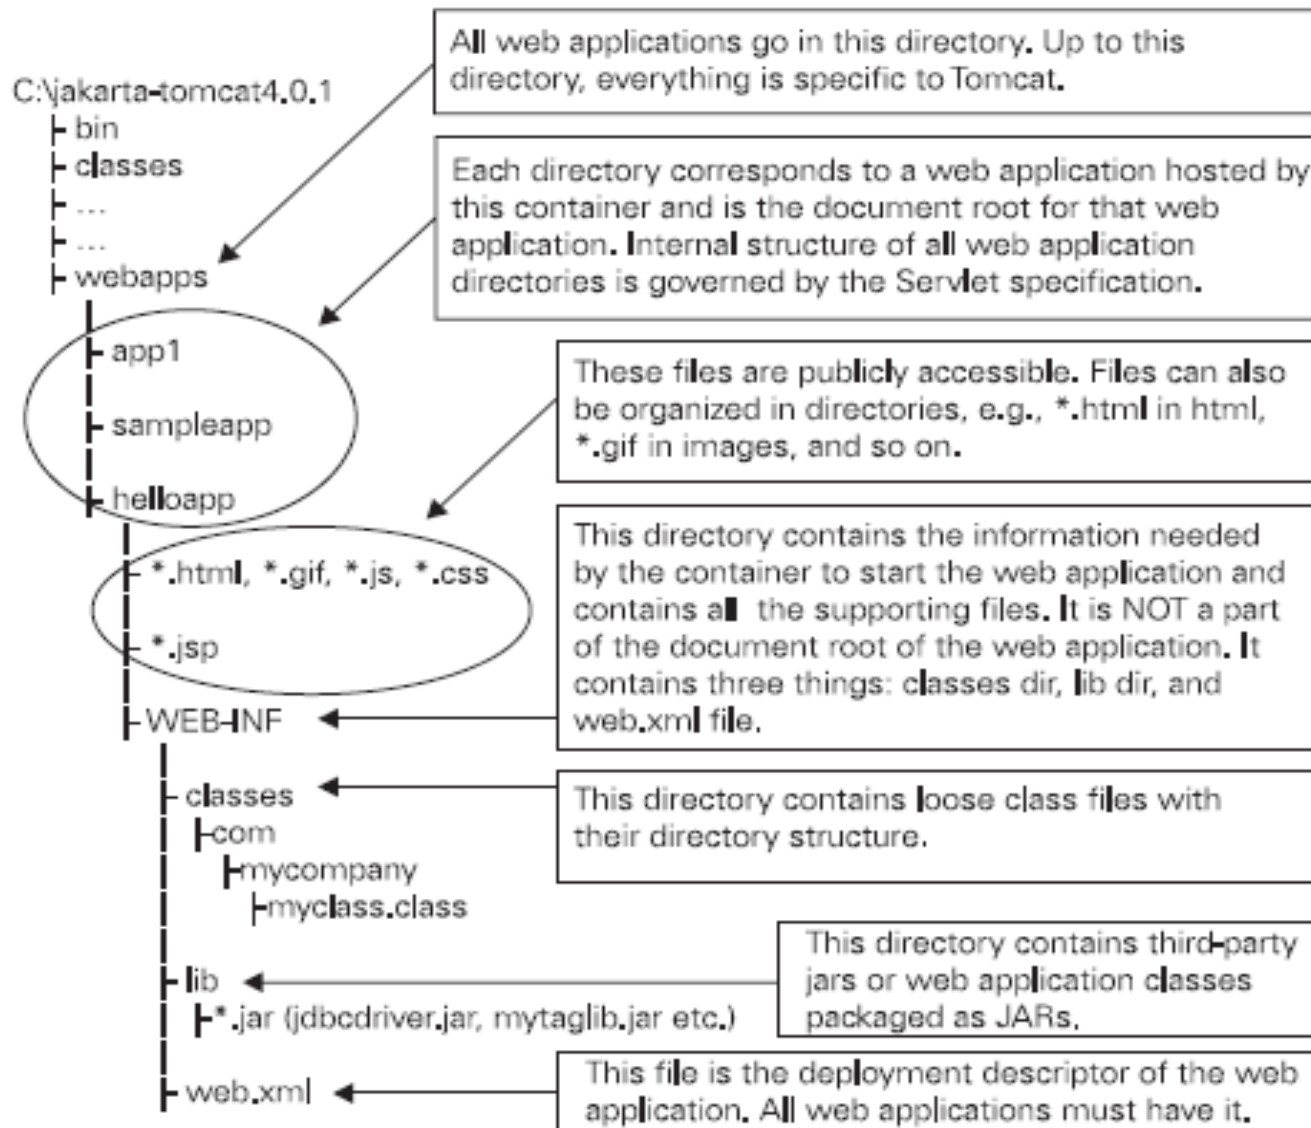 All web applications go in this directory. Up to this
directory, everything is specific to Tomcat.
C:\jakarta-tomcat4.0.1
bin
classes
...
...
webapps
Each directory corresponds to a web application hosted by
this container and is the document root for that web
application. Internal structure of all web application
directories is governed by the Servlet specification.
app1
sampleapp
helloapp
These files are publicly accessible. Files can also
be organized in directories, e.g., *.html in html,
*.gif in images, and so on.
*.html, *.gif, *.js, *.css
*.jsp
WEB-INF
This directory contains the information needed
by the container to start the web application and
contains all the supporting files. It is NOT a part
of the document root of the web application. It
contains three things: classes dir, lib dir, and
web.xml file.
classes
com
mycompany
myclass.class
This directory contains loose class files with
their directory structure.
lib
*.jar (jdbcdriver.jar, mytaglib.jar etc.)
This directory contains third-party
jars or web application classes
packaged as JARs.
web.xml
This file is the deployment descriptor of the web
application. All web applications must have it.